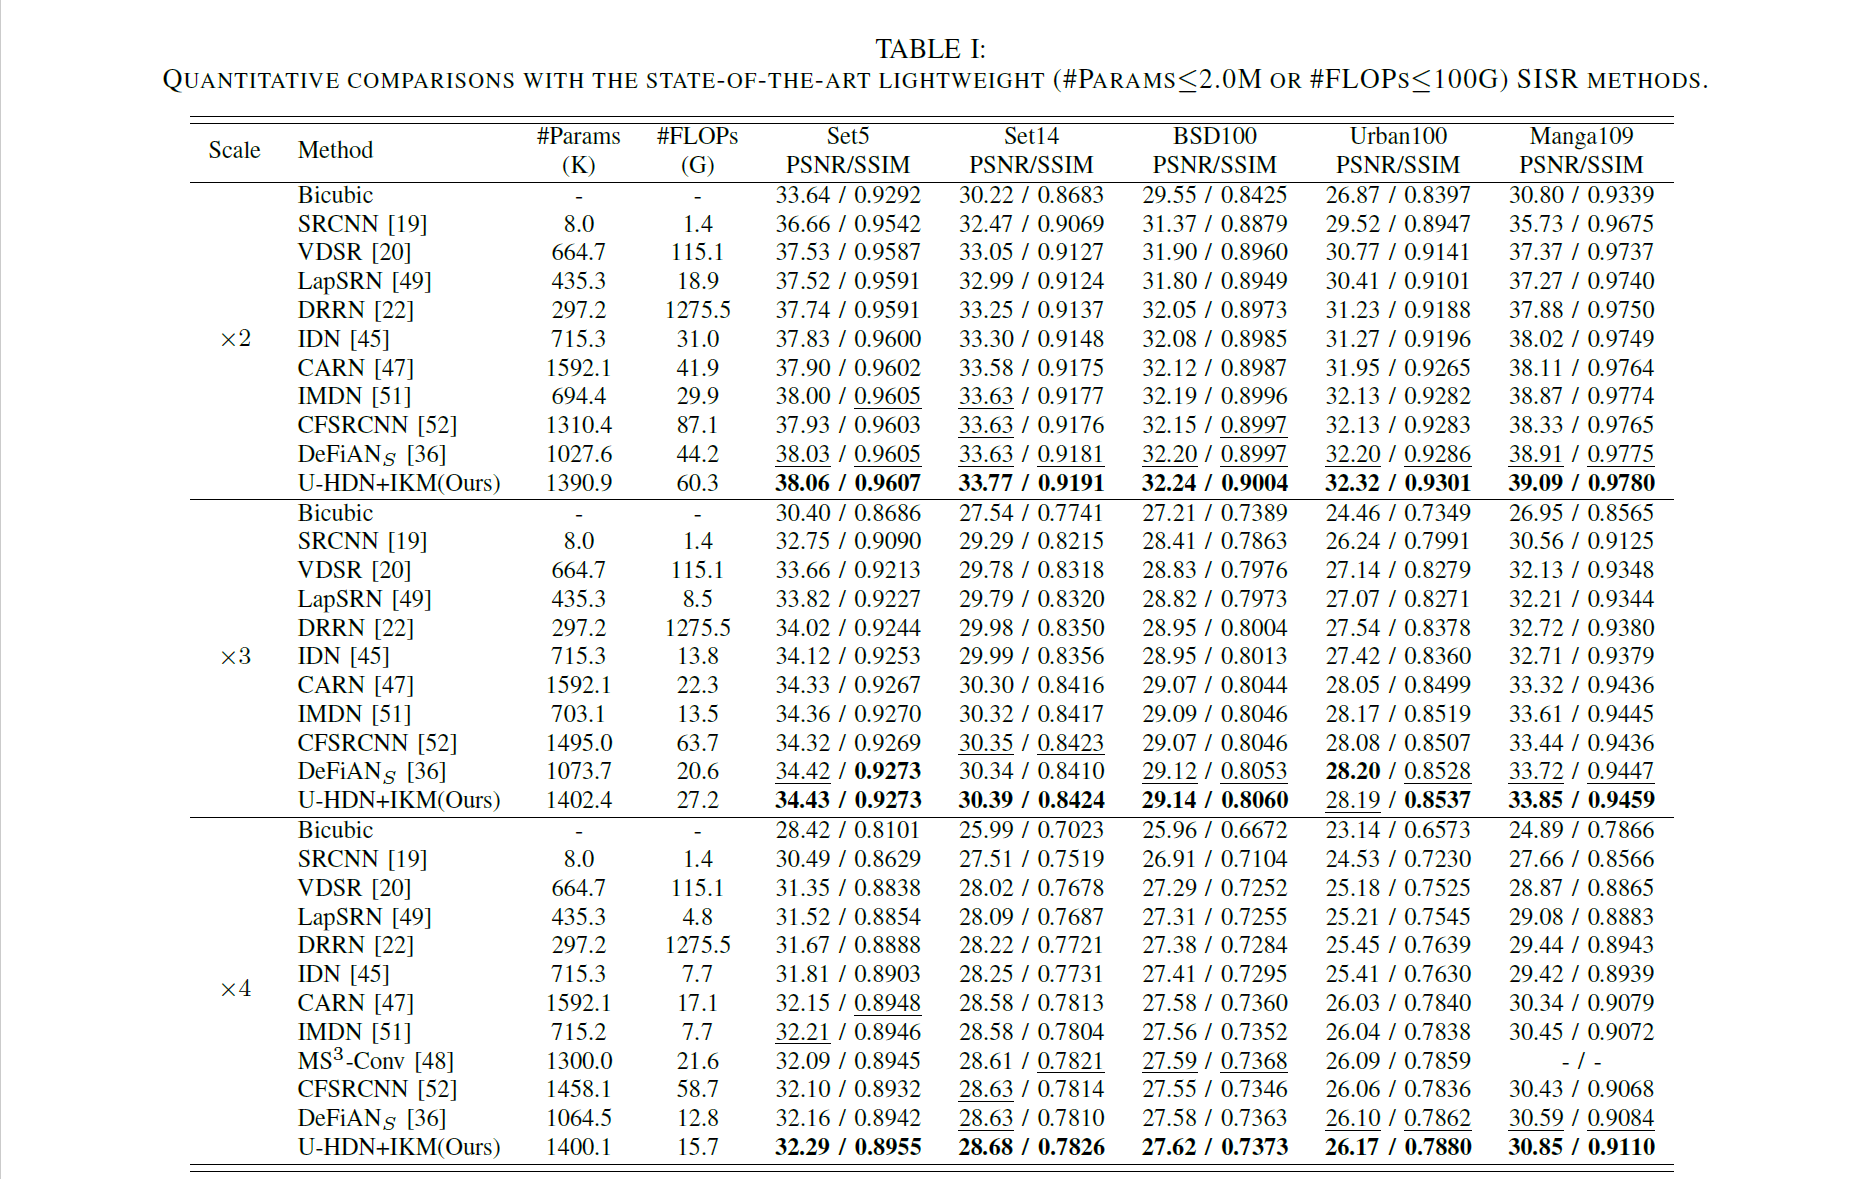 TABLE I:
QUANTITATIVE COMPARISONS WITH THE STATE-OF-THE-ART LIGHTWEIGHT (#PARAMS≤2.0M OR #FLOPS≤100G) SISR METHODS.
Scale Method #Params (K) #FLOPs (G) Set5 PSNR/SSIM Set14 PSNR/SSIM BSD100 PSNR/SSIM Urban100 PSNR/SSIM Manga109 PSNR/SSIM
×2
Bicubic - - 33.64 / 0.9292 30.22 / 0.8683 29.55 / 0.8425 26.87 / 0.8397 30.80 / 0.9339
SRCNN [19] 8.0 1.4 36.66 / 0.9542 32.47 / 0.9069 31.37 / 0.8879 29.52 / 0.8947 35.73 / 0.9675
VDSR [20] 664.7 115.1 37.53 / 0.9587 33.05 / 0.9127 31.90 / 0.8960 30.77 / 0.9141 37.37 / 0.9737
LapSRN [49] 435.3 18.9 37.52 / 0.9591 32.99 / 0.9124 31.80 / 0.8949 30.41 / 0.9101 37.27 / 0.9740
DRRN [22] 297.2 1275.5 37.74 / 0.9591 33.25 / 0.9137 32.05 / 0.8973 31.23 / 0.9188 37.88 / 0.9750
IDN [45] 715.3 31.0 37.83 / 0.9600 33.30 / 0.9148 32.08 / 0.8985 31.27 / 0.9196 38.02 / 0.9749
CARN [47] 1592.1 41.9 37.90 / 0.9602 33.58 / 0.9175 32.12 / 0.8987 31.95 / 0.9265 38.11 / 0.9764
IMDN [51] 694.4 29.9 38.00 / 0.9605 33.63 / 0.9177 32.19 / 0.8996 32.13 / 0.9282 38.87 / 0.9774
CFSRCNN [52] 1310.4 87.1 37.93 / 0.9603 33.63 / 0.9176 32.15 / 0.8997 32.13 / 0.9283 38.33 / 0.9765
DeFiANS [36] 1027.6 44.2 38.03 / 0.9605 33.63 / 0.9181 32.20 / 0.8997 32.20 / 0.9286 38.91 / 0.9775
U-HDN+IKM(Ours) 1390.9 60.3 38.06 / 0.9607 33.77 / 0.9191 32.24 / 0.9004 32.32 / 0.9301 39.09 / 0.9780
×3
Bicubic - - 30.40 / 0.8686 27.54 / 0.7741 27.21 / 0.7389 24.46 / 0.7349 26.95 / 0.8565
SRCNN [19] 8.0 1.4 32.75 / 0.9090 29.29 / 0.8215 28.41 / 0.7863 26.24 / 0.7991 30.56 / 0.9125
VDSR [20] 664.7 115.1 33.66 / 0.9213 29.78 / 0.8318 28.83 / 0.7976 27.14 / 0.8279 32.13 / 0.9348
LapSRN [49] 435.3 8.5 33.82 / 0.9227 29.79 / 0.8320 28.82 / 0.7973 27.07 / 0.8271 32.21 / 0.9344
DRRN [22] 297.2 1275.5 34.02 / 0.9244 29.98 / 0.8350 28.95 / 0.8004 27.54 / 0.8378 32.72 / 0.9380
IDN [45] 715.3 13.8 34.12 / 0.9253 29.99 / 0.8356 28.95 / 0.8013 27.42 / 0.8360 32.71 / 0.9379
CARN [47] 1592.1 22.3 34.33 / 0.9267 30.30 / 0.8416 29.07 / 0.8044 28.05 / 0.8499 33.32 / 0.9436
IMDN [51] 703.1 13.5 34.36 / 0.9270 30.32 / 0.8417 29.09 / 0.8046 28.17 / 0.8519 33.61 / 0.9445
CFSRCNN [52] 1495.0 63.7 34.32 / 0.9269 30.35 / 0.8423 29.07 / 0.8046 28.08 / 0.8507 33.44 / 0.9436
DeFiANS [36] 1073.7 20.6 34.42 / 0.9273 30.34 / 0.8410 29.12 / 0.8053 28.20 / 0.8528 33.72 / 0.9447
U-HDN+IKM(Ours) 1402.4 27.2 34.43 / 0.9273 30.39 / 0.8424 29.14 / 0.8060 28.19 / 0.8537 33.85 / 0.9459
×4
Bicubic - - 28.42 / 0.8101 25.99 / 0.7023 25.96 / 0.6672 23.14 / 0.6573 24.89 / 0.7866
SRCNN [19] 8.0 1.4 30.49 / 0.8629 27.51 / 0.7519 26.91 / 0.7104 24.53 / 0.7230 27.66 / 0.8566
VDSR [20] 664.7 115.1 31.35 / 0.8838 28.02 / 0.7678 27.29 / 0.7252 25.18 / 0.7525 28.87 / 0.8865
LapSRN [49] 435.3 4.8 31.52 / 0.8854 28.09 / 0.7687 27.31 / 0.7255 25.21 / 0.7545 29.08 / 0.8883
DRRN [22] 297.2 1275.5 31.67 / 0.8888 28.22 / 0.7721 27.38 / 0.7284 25.45 / 0.7639 29.44 / 0.8943
IDN [45] 715.3 7.7 31.81 / 0.8903 28.25 / 0.7731 27.41 / 0.7295 25.41 / 0.7630 29.42 / 0.8939
CARN [47] 1592.1 17.1 32.15 / 0.8948 28.58 / 0.7813 27.58 / 0.7360 26.03 / 0.7840 30.34 / 0.9079
IMDN [51] 715.2 7.7 32.21 / 0.8946 28.58 / 0.7804 27.56 / 0.7352 26.04 / 0.7838 30.45 / 0.9072
MS³-Conv [48] 1300.0 21.6 32.09 / 0.8945 28.61 / 0.7821 27.59 / 0.7368 26.09 / 0.7859 - / -
CFSRCNN [52] 1458.1 58.7 32.10 / 0.8932 28.63 / 0.7814 27.55 / 0.7346 26.06 / 0.7836 30.43 / 0.9068
DeFiANS [36] 1064.5 12.8 32.16 / 0.8942 28.63 / 0.7810 27.58 / 0.7363 26.10 / 0.7862 30.59 / 0.9084
U-HDN+IKM(Ours) 1400.1 15.7 32.29 / 0.8955 28.68 / 0.7826 27.62 / 0.7373 26.17 / 0.7880 30.85 / 0.9110